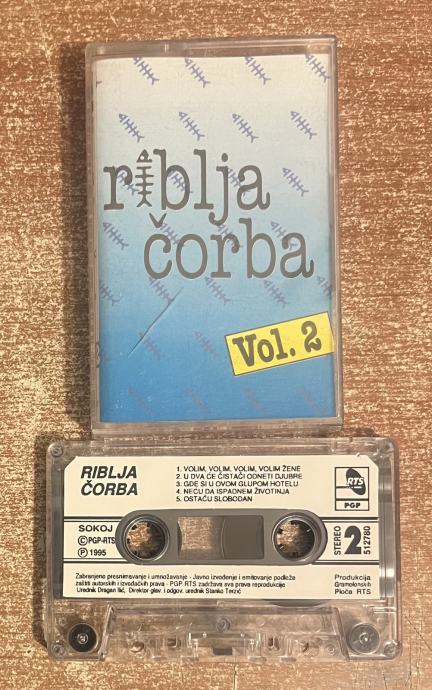 riblja
čorba
Vol. 2
RIBLJA
ČORBA
1. VOLIM, VOLIM, VOLIM, VOLIM ŽENE
2. U DVA ĆE ČISTAČI ODNETI DJUBRE
3. GDE SI U OVOM GLUPOM HOTELU
4. NEĆU DA ISPADNEM ŽIVOTINJA
5. OSTAĆU SLOBODAN
RTS
PGP
SOKOJ
Ⓒ PGP-RTS
Ⓟ 1995
STEREO
2
512780
Zabranjeno presnimavanje i umnožavanje - Javno izvođenje i emitovanje podleže
zaštiti autorskih i izvođačkih prava - PGP RTS zadržava sva prava reprodukcije
Urednik Dragan Ilić, Direktor-glav. i odgov. urednik Stanko Terzić
Produkcija
Gramofonskih
Ploča RTS